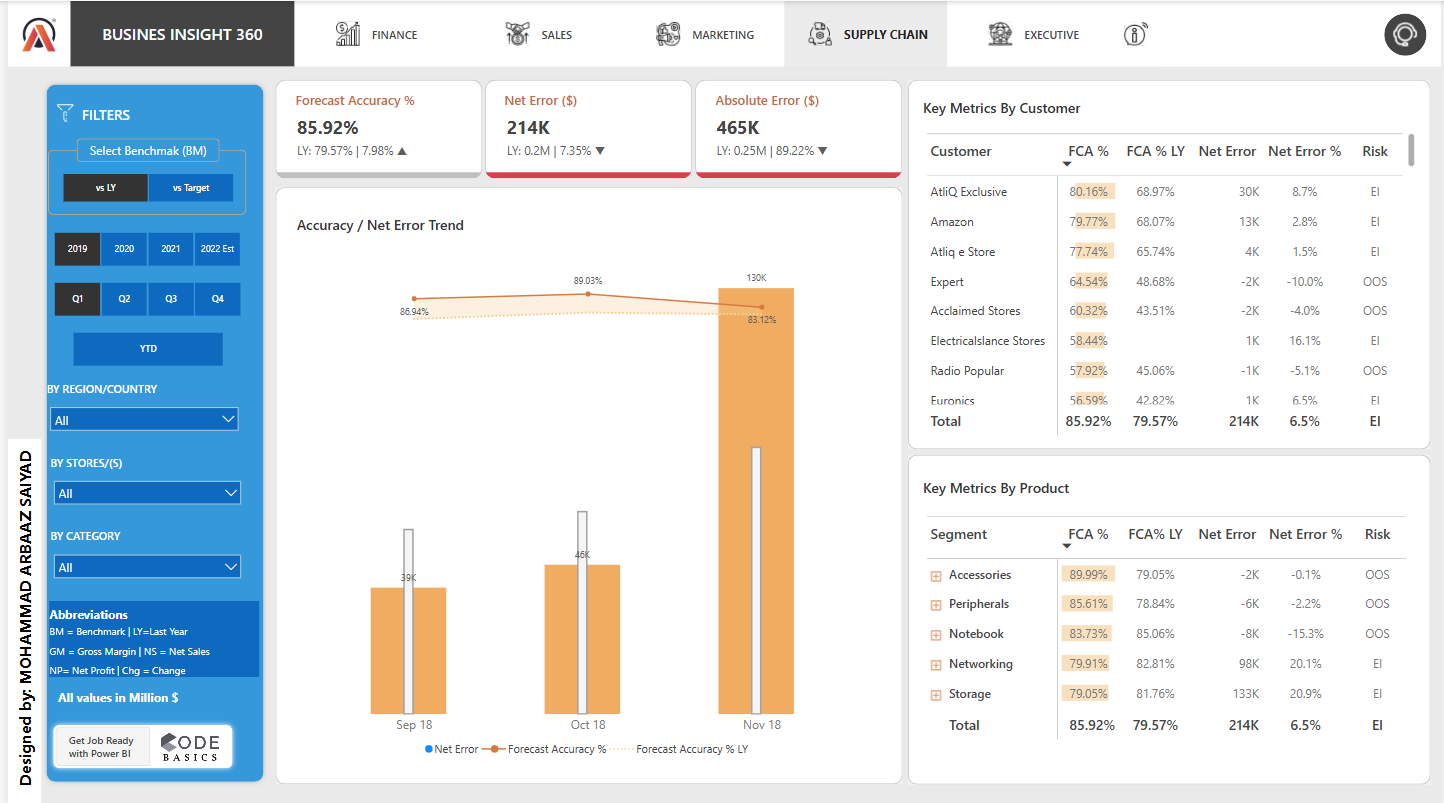 BUSINES INSIGHT 360
FINANCE
SALES
MARKETING
SUPPLY CHAIN
EXECUTIVE
FILTERS
Select Benchmak (BM)
vs LY
vs Target
2019
2020
2021
2022 Est
Q1
Q2
Q3
Q4
YTD
BY REGION/COUNTRY
All
BY STORES/(S)
All
BY CATEGORY
All
Abbreviations
BM = Benchmark | LY=Last Year
GM = Gross Margin | NS = Net Sales
NP= Net Profit | Chg = Change
All values in Million $
Get Job Ready
with Power BI
CODE
BASICS
Designed by: MOHAMMAD ARBAAZ SAIYAD
Forecast Accuracy %
85.92%
LY: 79.57% | 7.98% ▲
Net Error ($)
214K
LY: 0.2M | 7.35% ▼
Absolute Error ($)
465K
LY: 0.25M | 89.22% ▼
Accuracy / Net Error Trend
86.94%
89.03%
130K
83.12%
39K
46K
Sep 18
Oct 18
Nov 18
Net Error
Forecast Accuracy %
Forecast Accuracy % LY
Key Metrics By Customer
Customer FCA % FCA % LY Net Error Net Error % Risk
AtliQ Exclusive 80.16% 68.97% 30K 8.7% EI
Amazon 79.77% 68.07% 13K 2.8% EI
Atliq e Store 77.74% 65.74% 4K 1.5% EI
Expert 64.54% 48.68% -2K -10.0% OOS
Acclaimed Stores 60.32% 43.51% -2K -4.0% OOS
Electricalslance Stores 58.44% 1K 16.1% EI
Radio Popular 57.92% 45.06% -1K -5.1% OOS
Euronics 56.59% 42.82% 1K 6.5% EI
Total 85.92% 79.57% 214K 6.5% EI
Key Metrics By Product
Segment FCA % FCA% LY Net Error Net Error % Risk
Accessories 89.99% 79.05% -2K -0.1% OOS
Peripherals 85.61% 78.84% -6K -2.2% OOS
Notebook 83.73% 85.06% -8K -15.3% OOS
Networking 79.91% 82.81% 98K 20.1% EI
Storage 79.05% 81.76% 133K 20.9% EI
Total 85.92% 79.57% 214K 6.5% EI